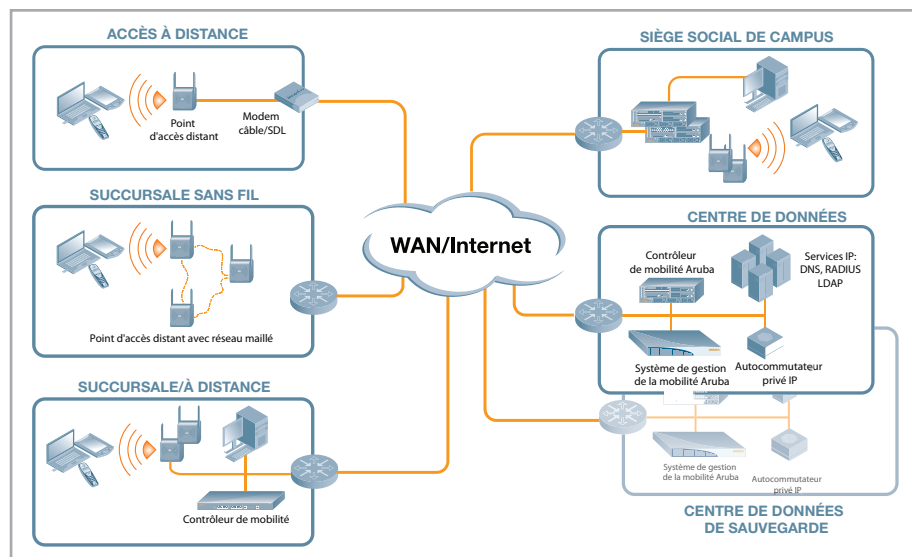 ACCÈS À DISTANCE
Point
d'accès distant
Modem
câble/SDL
SUCCURSALE SANS FIL
Point d'accès distant avec réseau maillé
SUCCURSALE/À DISTANCE
Contrôleur de mobilité
WAN/Internet
SIÈGE SOCIAL DE CAMPUS
CENTRE DE DONNÉES
Contrôleur
de mobilité Aruba
Services IP:
DNS, RADIUS
LDAP
Système de gestion
de la mobilité Aruba
Autocommutateur
privé IP
Système de gestion
de la mobilité Aruba
Autocommutateur
privé IP
CENTRE DE DONNÉES
DE SAUVEGARDE